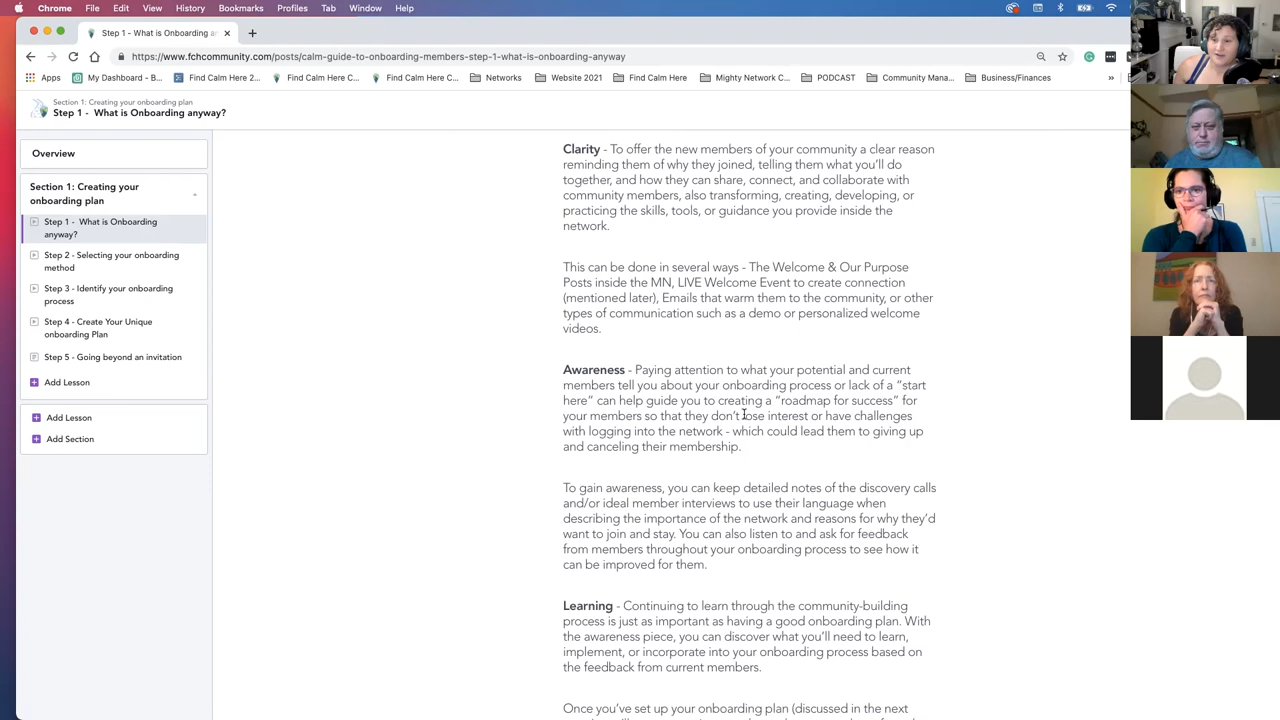 Chrome File Edit View History Bookmarks Profiles Tab Window Help
Step 1 - What is Onboarding any
https://www.fchcommunity.com/posts/calm-guide-to-onboarding-members-step-1-what-is-onboarding-anyway
Apps My Dashboard - B... Find Calm Here 2... Find Calm Here C... Find Calm Here C... Networks Website 2021 Find Calm Here Mighty Network C... PODCAST Community Mana... Business/Finances »
Section 1: Creating your onboarding plan
Step 1 - What is Onboarding anyway?
Overview
Section 1: Creating your
onboarding plan
Step 1 - What is Onboarding
anyway?
Step 2 - Selecting your onboarding
method
Step 3 - Identify your onboarding
process
Step 4 - Create Your Unique
onboarding Plan
Step 5 - Going beyond an invitation
Add Lesson
Add Lesson
Add Section
Clarity - To offer the new members of your community a clear reason
reminding them of why they joined, telling them what you'll do
together, and how they can share, connect, and collaborate with
community members, also transforming, creating, developing, or
practicing the skills, tools, or guidance you provide inside the
network.
This can be done in several ways - The Welcome & Our Purpose
Posts inside the MN, LIVE Welcome Event to create connection
(mentioned later), Emails that warm them to the community, or other
types of communication such as a demo or personalized welcome
videos.
Awareness - Paying attention to what your potential and current
members tell you about your onboarding process or lack of a "start
here" can help guide you to creating a "roadmap for success" for
your members so that they don't lose interest or have challenges
with logging into the network - which could lead them to giving up
and canceling their membership.
To gain awareness, you can keep detailed notes of the discovery calls
and/or ideal member interviews to use their language when
describing the importance of the network and reasons for why they'd
want to join and stay. You can also listen to and ask for feedback
from members throughout your onboarding process to see how it
can be improved for them.
Learning - Continuing to learn through the community-building
process is just as important as having a good onboarding plan. With
the awareness piece, you can discover what you'll need to learn,
implement, or incorporate into your onboarding process based on
the feedback from current members.
Once you've set up your onboarding plan (discussed in the next